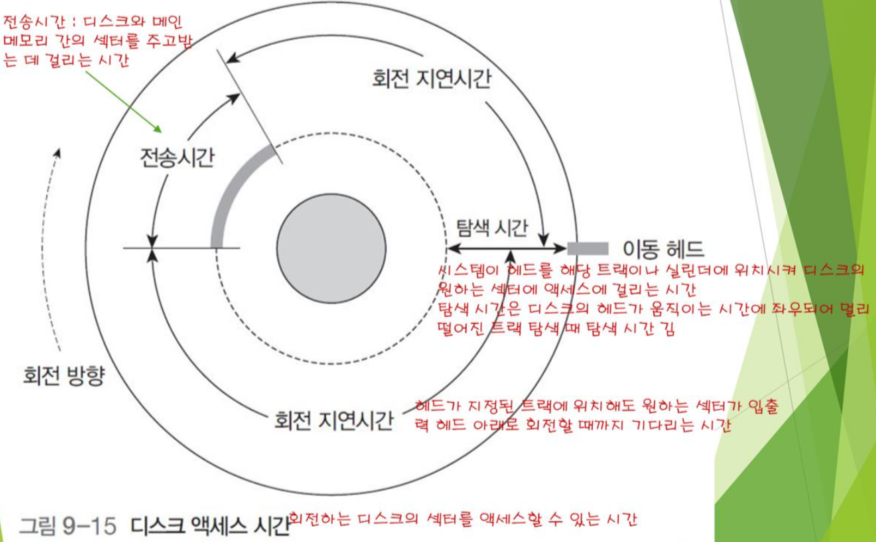 전송시간 : 디스크와 메인
메모리 간의 섹터를 주고받
는 데 걸리는 시간
회전 지연시간
전송시간
탐색 시간
이동 헤드
시스템이 헤드를 해당 트랙이나 실린더에 위치시켜 디스크의
원하는 섹터에 액세스에 걸리는 시간
탐색 시간은 디스크의 헤드가 움직이는 시간에 좌우되어 멀리
떨어진 트랙 탐색 때 탐색 시간 김
회전 방향
회전 지연시간
헤드가 지정된 트랙에 위치해도 원하는 섹터가 입출
력 헤드 아래로 회전할 때까지 기다리는 시간
그림 9-15 디스크 액세스 시간
회전하는 디스크의 섹터를 액세스할 수 있는 시간